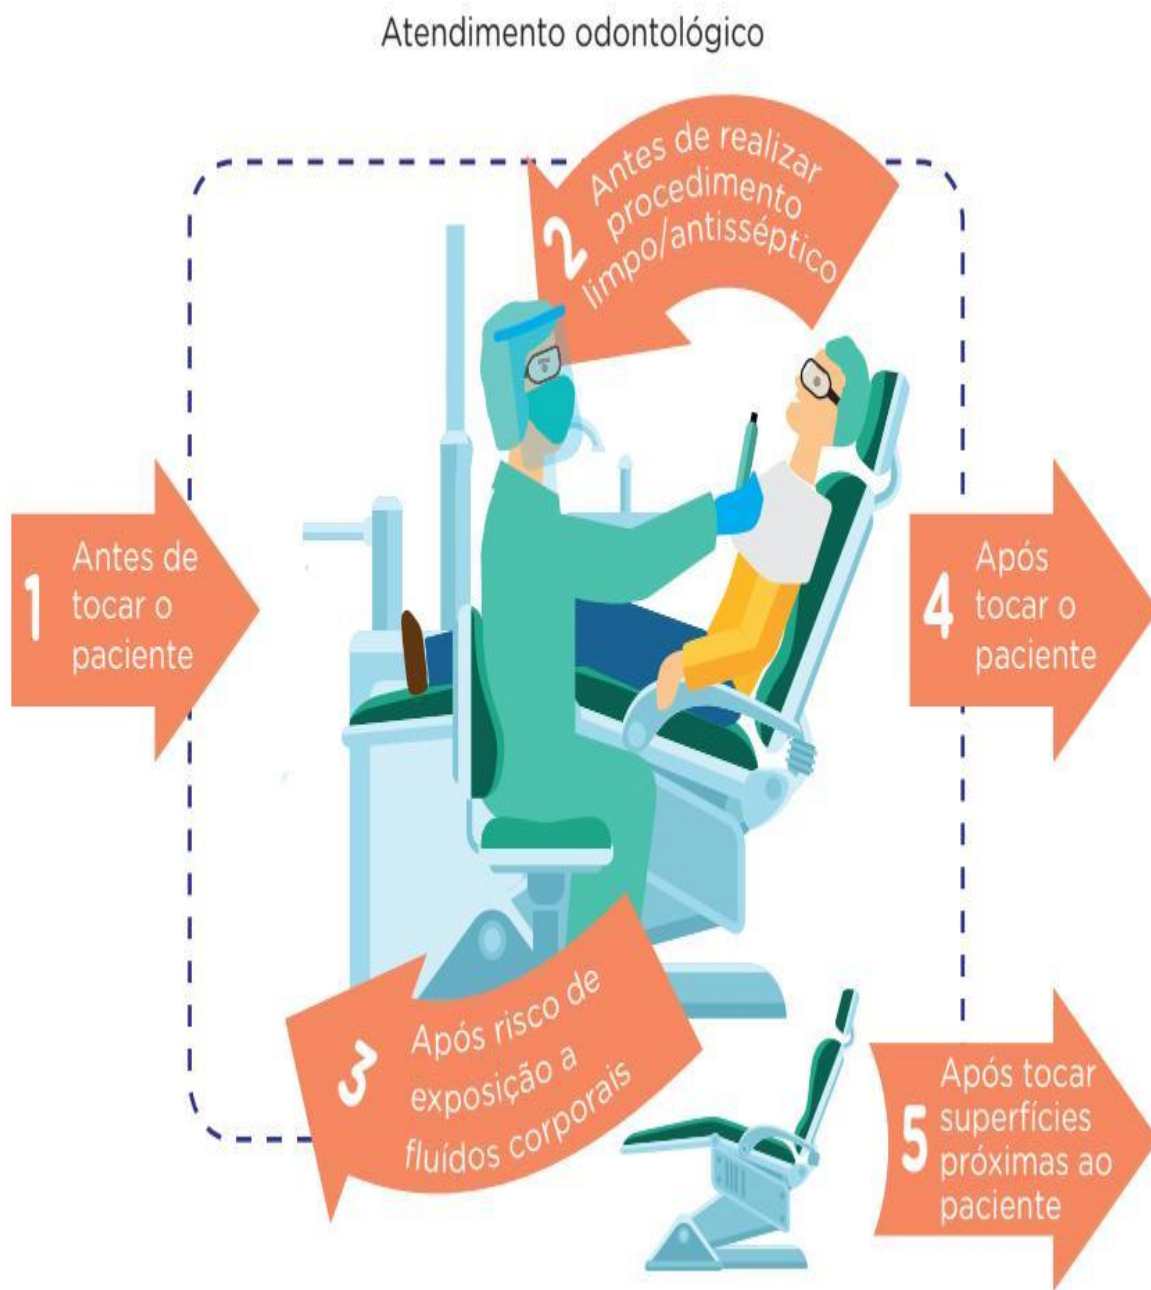 Atendimento odontológico
1
Antes de
tocar o
paciente
2
Antes de realizar
procedimento
limpo/antisséptico
3
Após risco de
exposição a
fluídos corporais
4
Após
tocar o
paciente
5
Após tocar
superfícies
próximas ao
paciente